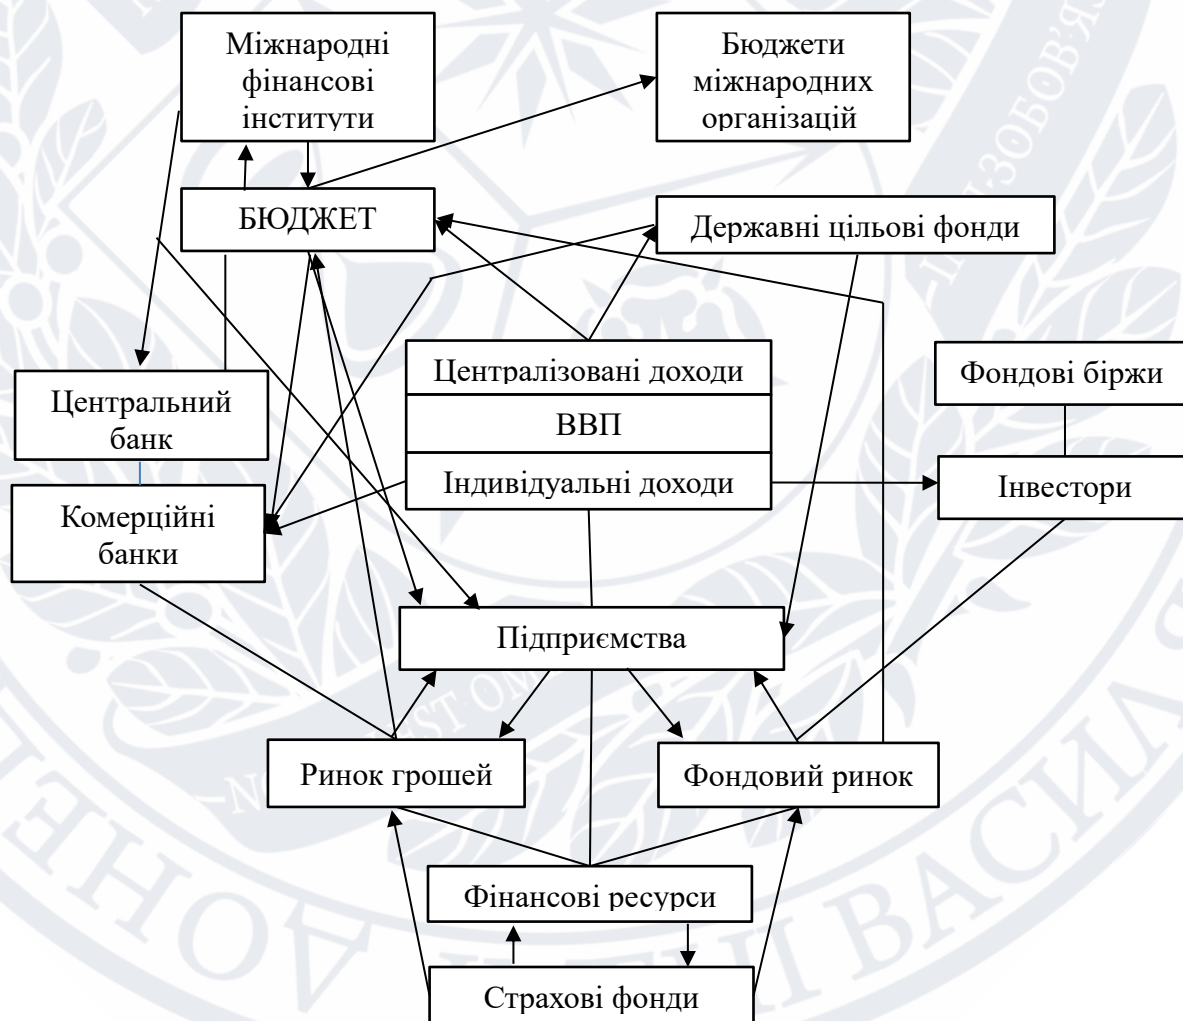 Міжнародні
фінансові
інститути
Бюджети
міжнародних
організацій
БЮДЖЕТ
Державні цільові фонди
Централізовані доходи
ВВП
Індивідуальні доходи
Фондові біржи
Інвестори
Центральний
банк
Комерційні
банки
Підприємства
Ринок грошей
Фондовий ринок
Фінансові ресурси
Страхові фонди